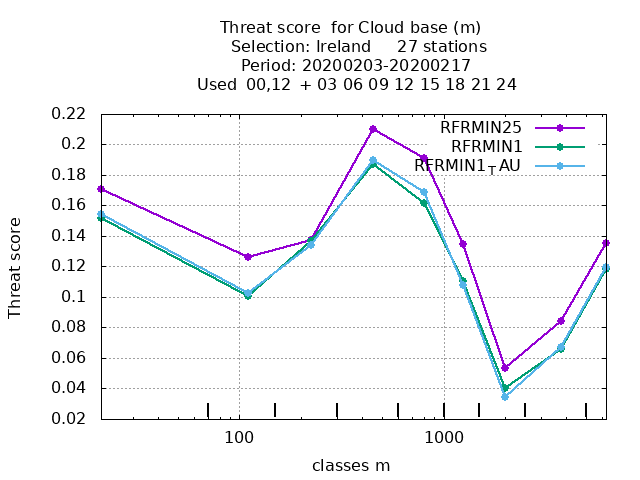 Threat score  for Cloud base (m)
Selection: Ireland     27 stations
Period: 20200203-20200217
Used  00,12  + 03 06 09 12 15 18 21 24
RFRMIN25
RFRMIN1
RFRMIN1TAU
0.22
0.2
0.18
0.16
0.14
0.12
0.1
0.08
0.06
0.04
0.02
Threat score
100 1000
classes m